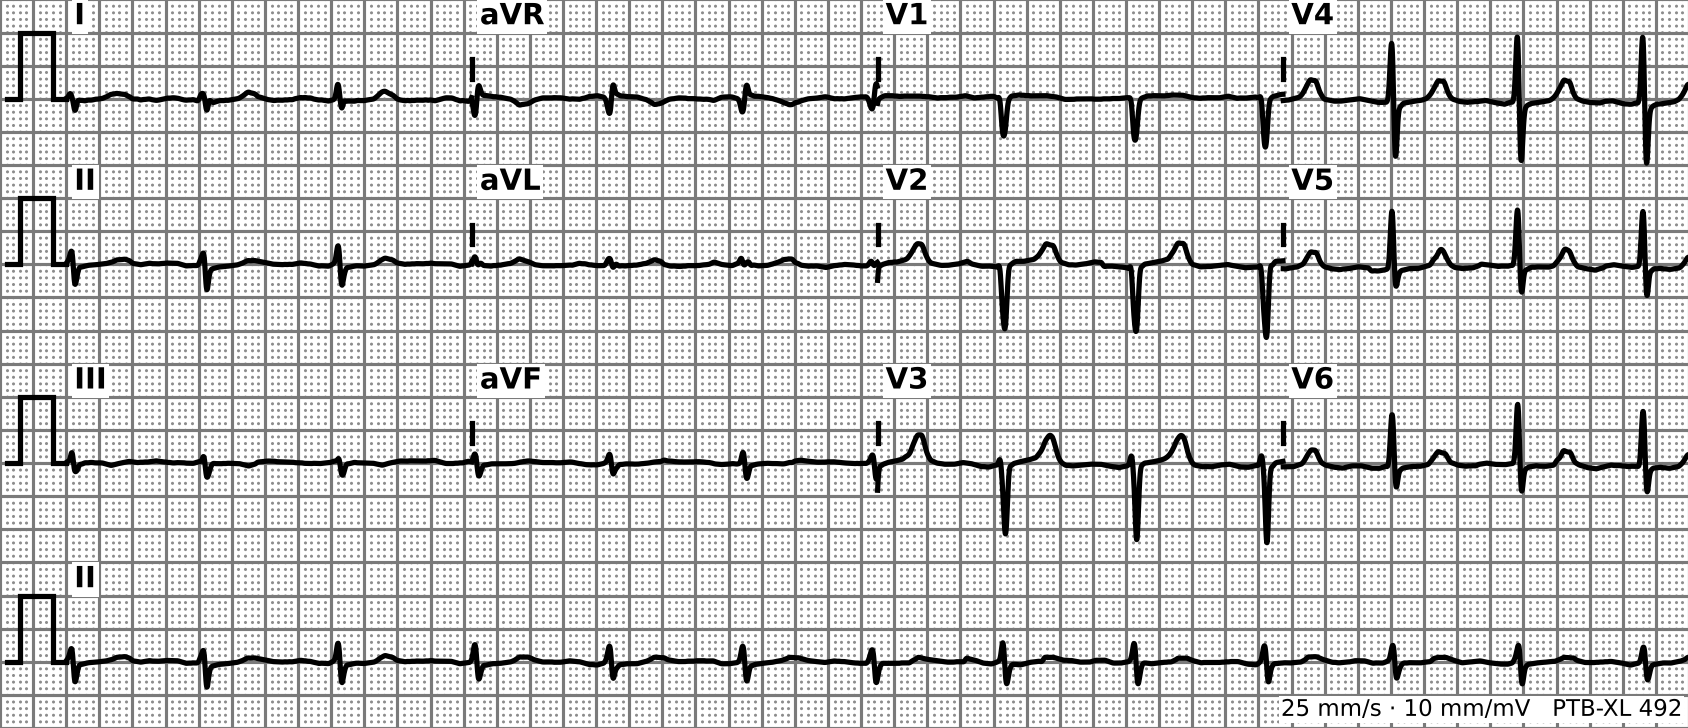 I aVR V1 V4
II aVL V2 V5
III aVF V3 V6
II
25 mm/s · 10 mm/mV PTB-XL 492